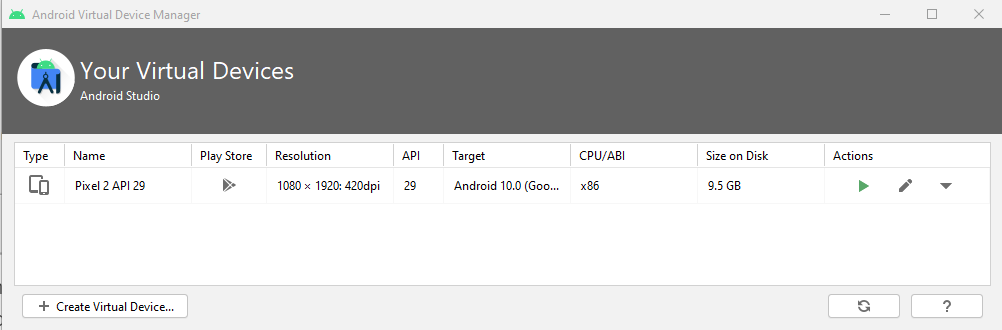 Android Virtual Device Manager
Your Virtual Devices
Android Studio
Type Name Play Store Resolution API Target CPU/ABI Size on Disk Actions
Pixel 2 API 29 1080 × 1920: 420dpi 29 Android 10.0 (Goo... x86 9.5 GB
+ Create Virtual Device... ?